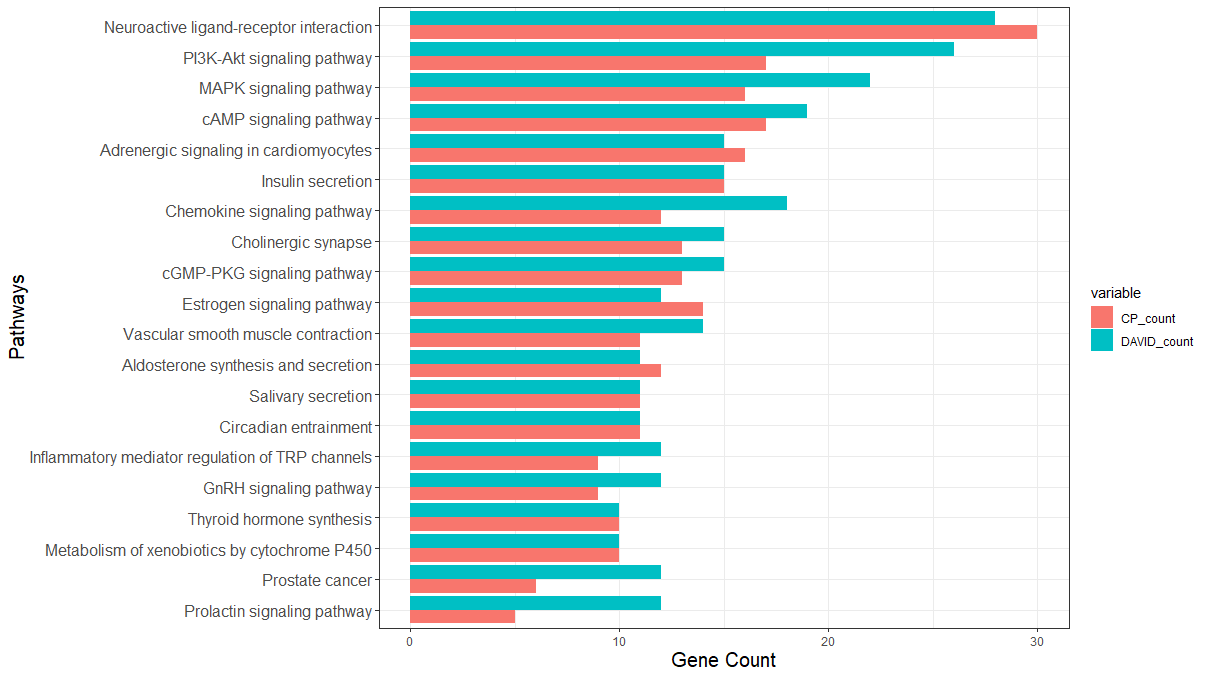 Pathways
Neuroactive ligand-receptor interaction
PI3K-Akt signaling pathway
MAPK signaling pathway
cAMP signaling pathway
Adrenergic signaling in cardiomyocytes
Insulin secretion
Chemokine signaling pathway
Cholinergic synapse
cGMP-PKG signaling pathway
Estrogen signaling pathway
Vascular smooth muscle contraction
Aldosterone synthesis and secretion
Salivary secretion
Circadian entrainment
Inflammatory mediator regulation of TRP channels
GnRH signaling pathway
Thyroid hormone synthesis
Metabolism of xenobiotics by cytochrome P450
Prostate cancer
Prolactin signaling pathway
0 10 20 30
Gene Count
variable
CP_count
DAVID_count